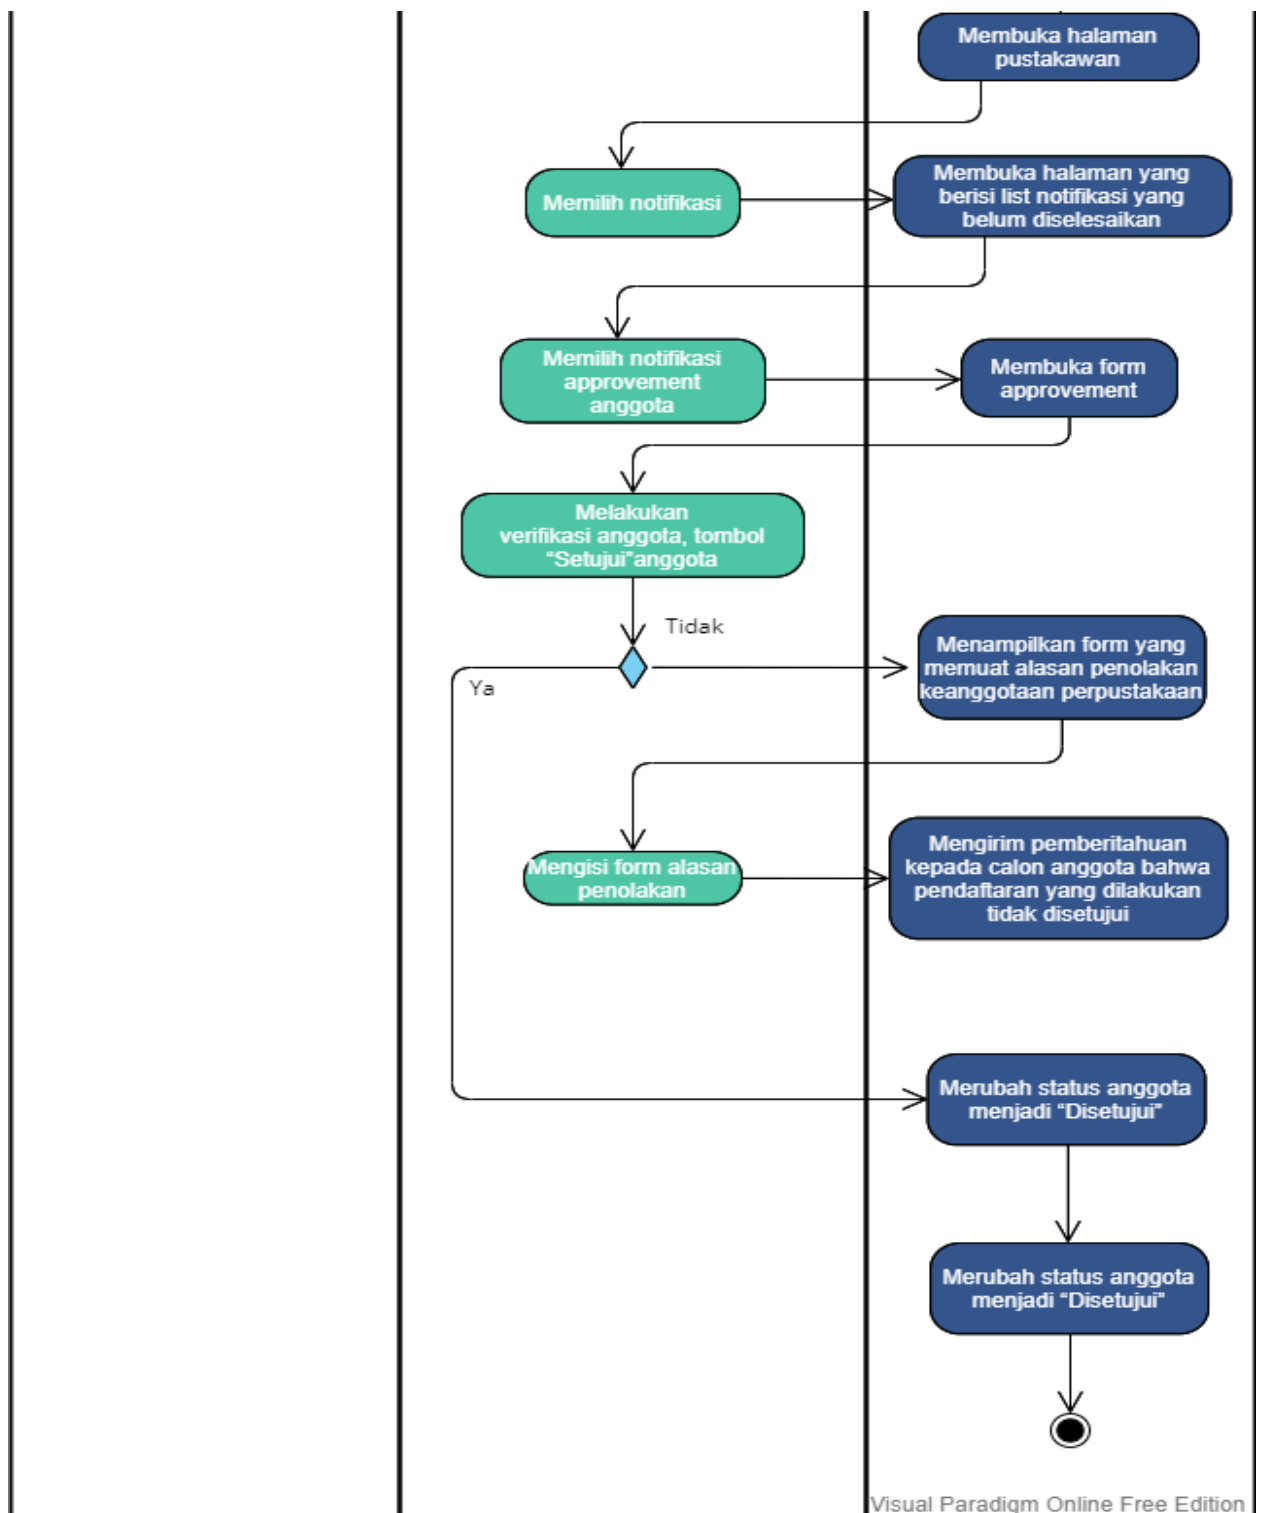 Membuka halaman
pustakawan
Memilih notifikasi
Membuka halaman yang
berisi list notifikasi yang
belum diselesaikan
Memilih notifikasi
approvement
anggota
Membuka form
approvement
Melakukan
verifikasi anggota, tombol
“Setujui”anggota
Tidak
Ya
Menampilkan form yang
memuat alasan penolakan
keanggotaan perpustakaan
Mengisi form alasan
penolakan
Mengirim pemberitahuan
kepada calon anggota bahwa
pendaftaran yang dilakukan
tidak disetujui
Merubah status anggota
menjadi “Disetujui”
Merubah status anggota
menjadi “Disetujui”
Visual Paradigm Online Free Edition